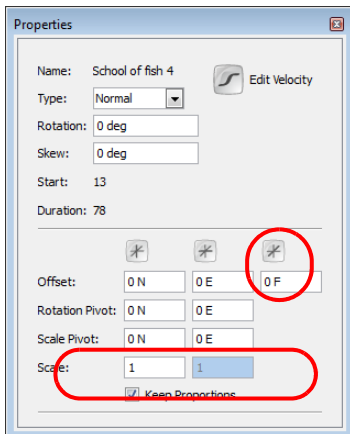 Properties
Name: School of fish 4
Edit Velocity
Type: Normal
Rotation: 0 deg
Skew: 0 deg
Start: 13
Duration: 78
Offset: 0 N 0 E 0 F
Rotation Pivot: 0 N 0 E
Scale Pivot: 0 N 0 E
Scale: 1 1
Keep Proportions